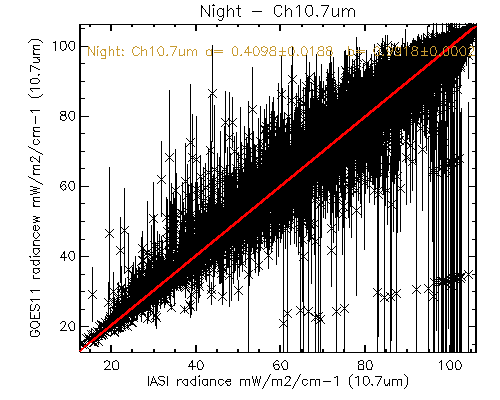 Night - Ch10.7um
Night: Ch10.7um a= 0.4098±0.0188 b=
100
80
60
40
20
GOES11 radiancew mW/m2/cm-1 (10.7um)
20 40 60 80 100
IASI radiance mW/m2/cm-1 (10.7um)